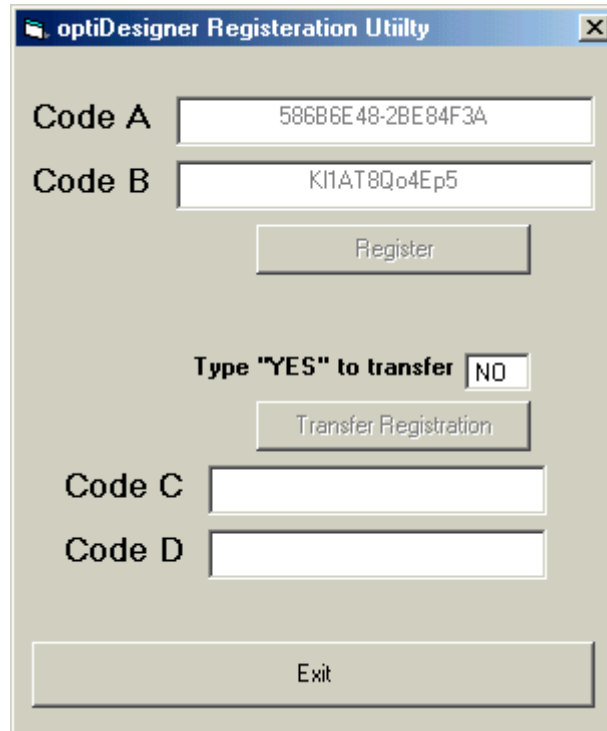 optiDesigner Registeration Utiilty
Code A 586B6E48-2BE84F3A
Code B KI1AT8Qo4Ep5
Register
Type "YES" to transfer NO
Transfer Registration
Code C
Code D
Exit